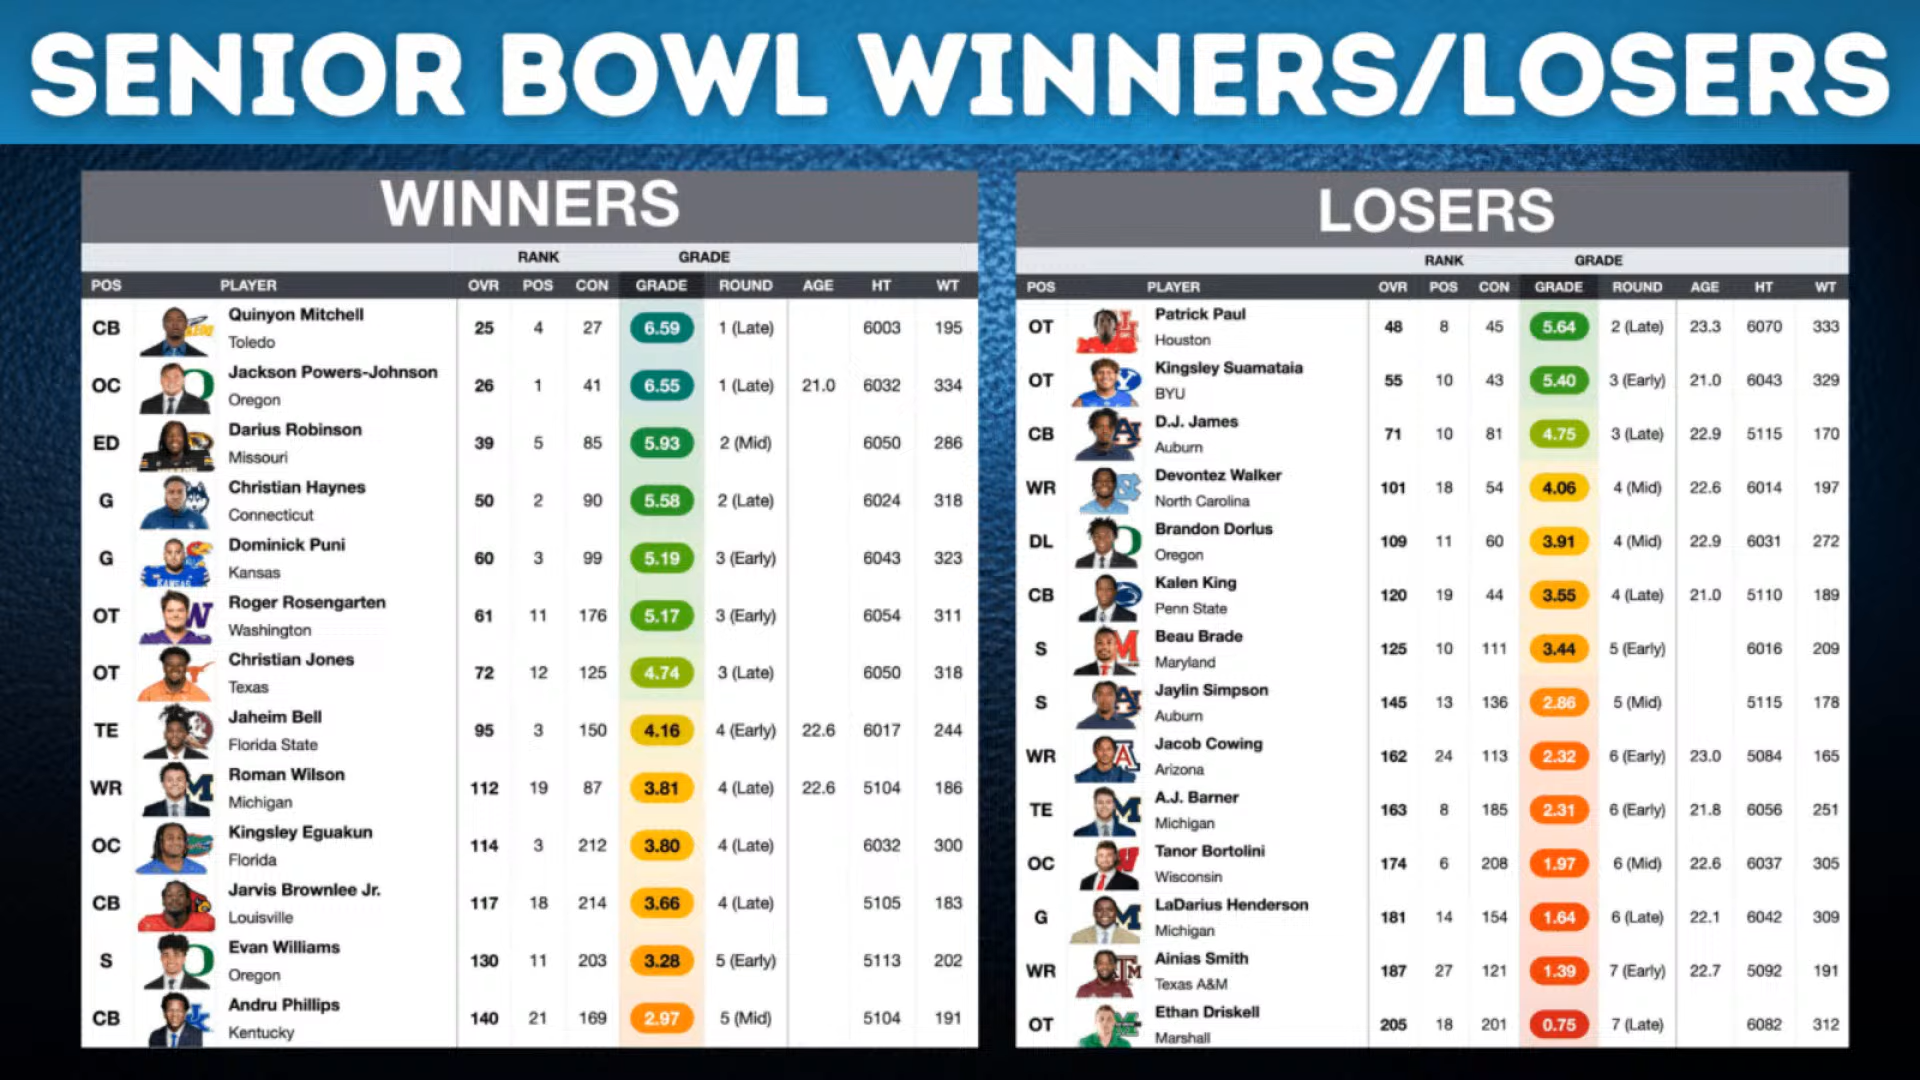 SENIOR BOWL WINNERS/LOSERS
WINNERS
RANK GRADE
POS PLAYER OVR POS CON GRADE ROUND AGE HT WT
CB Quinyon Mitchell 25 4 27 6.59 1 (Late) 6003 195
Toledo
OC Jackson Powers-Johnson 26 1 41 6.55 1 (Late) 21.0 6032 334
Oregon
ED Darius Robinson 39 5 85 5.93 2 (Mid) 6050 286
Missouri
G Christian Haynes 50 2 90 5.58 2 (Late) 6024 318
Connecticut
G Dominick Puni 60 3 99 5.19 3 (Early) 6043 323
Kansas
OT Roger Rosengarten 61 11 176 5.17 3 (Early) 6054 311
Washington
OT Christian Jones 72 12 125 4.74 3 (Late) 6050 318
Texas
TE Jaheim Bell 95 3 150 4.16 4 (Early) 22.6 6017 244
Florida State
WR Roman Wilson 112 19 87 3.81 4 (Late) 22.6 5104 186
Michigan
OC Kingsley Eguakun 114 3 212 3.80 4 (Late) 6032 300
Florida
CB Jarvis Brownlee Jr. 117 18 214 3.66 4 (Late) 5105 183
Louisville
S Evan Williams 130 11 203 3.28 5 (Early) 5113 202
Oregon
CB Andru Phillips 140 21 169 2.97 5 (Mid) 5104 191
Kentucky
LOSERS
RANK GRADE
POS PLAYER OVR POS CON GRADE ROUND AGE HT WT
OT Patrick Paul 48 8 45 5.64 2 (Late) 23.3 6070 333
Houston
OT Kingsley Suamataia 55 10 43 5.40 3 (Early) 21.0 6043 329
BYU
CB D.J. James 71 10 81 4.75 3 (Late) 22.9 5115 170
Auburn
WR Devontez Walker 101 18 54 4.06 4 (Mid) 22.6 6014 197
North Carolina
DL Brandon Dorlus 109 11 60 3.91 4 (Mid) 22.9 6031 272
Oregon
CB Kalen King 120 19 44 3.55 4 (Late) 21.0 5110 189
Penn State
S Beau Brade 125 10 111 3.44 5 (Early) 6016 209
Maryland
S Jaylin Simpson 145 13 136 2.86 5 (Mid) 5115 178
Auburn
WR Jacob Cowing 162 24 113 2.32 6 (Early) 23.0 5084 165
Arizona
TE A.J. Barner 163 8 185 2.31 6 (Early) 21.8 6056 251
Michigan
OC Tanor Bortolini 174 6 208 1.97 6 (Mid) 22.6 6037 305
Wisconsin
G LaDarius Henderson 181 14 154 1.64 6 (Late) 22.1 6042 309
Michigan
WR Ainias Smith 187 27 121 1.39 7 (Early) 22.7 5092 191
Texas A&M
OT Ethan Driskell 205 18 201 0.75 7 (Late) 6082 312
Marshall